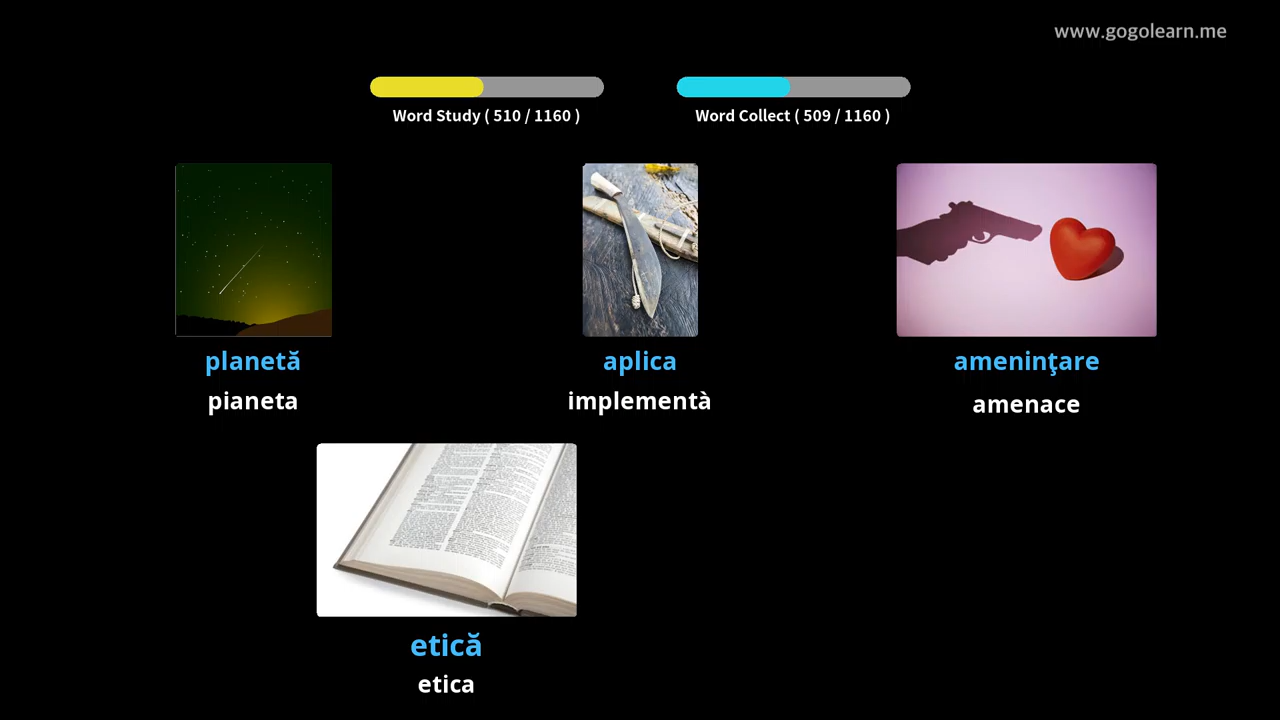 www.gogolearn.me
Word Study ( 510 / 1160 )
Word Collect ( 509 / 1160 )
planetă
aplica
ameninţare
pianeta
implementà
amenace
etică
etica